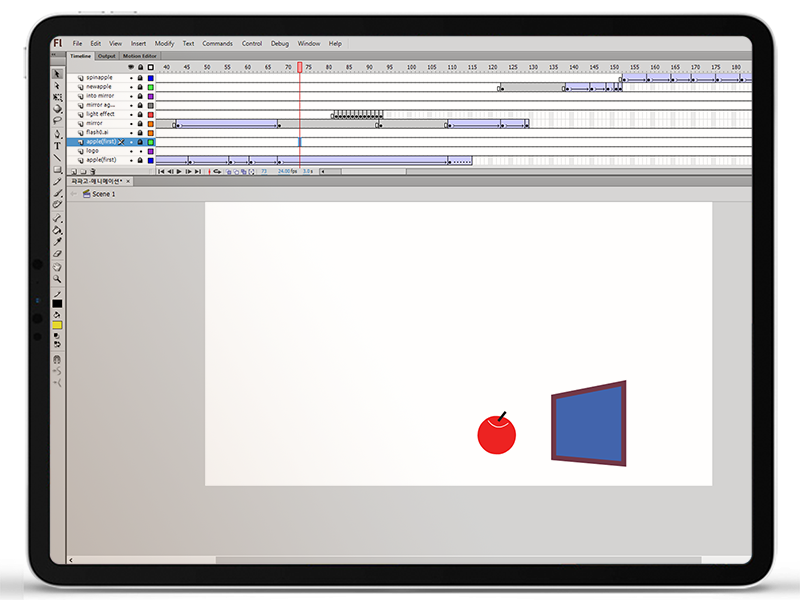 Fl File Edit View Insert Modify Text Commands Control Debug Window Help
Timeline Output Motion Editor
40 45 50 55 60 65 70 75 80 85 90 95 100 105 110 115 120 125 130 135 140 145 150 155 160 165 170 175 180
spinapple
newapple
into mirror
mirror ag...
light effect
mirror
flash6.ai
apple(first)
logo
apple(first)
73 24.00 fps 3.0 s
파파고-애니메이션*
Scene 1